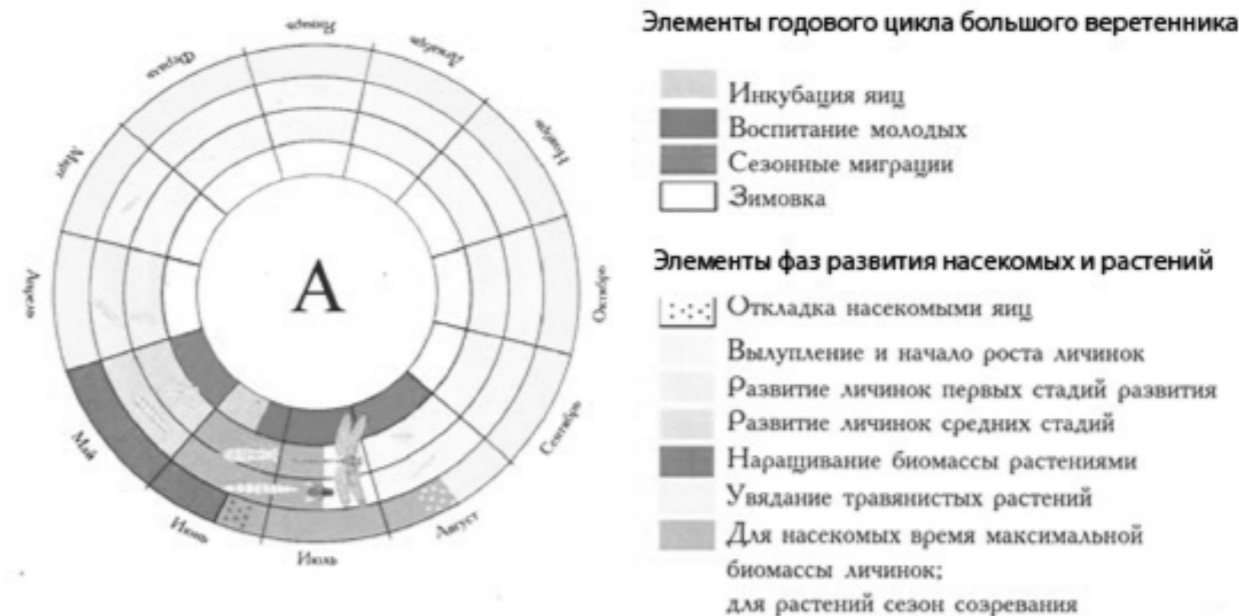 Элементы годового цикла большого веретенника
Инкубация яиц
Воспитание молодых
Сезонные миграции
Зимовка
Элементы фаз развития насекомых и растений
Откладка насекомыми яиц
Вылупление и начало роста личинок
Развитие личинок первых стадий развития
Развитие личинок средних стадий
Наращивание биомассы растениями
Увядание травянистых растений
Для насекомых время максимальной
биомассы личинок;
для растений сезон созревания
А
Январь
Декабрь
Ноябрь
Октябрь
Сентябрь
Август
Июль
Июнь
Май
Апрель
Март
Февраль